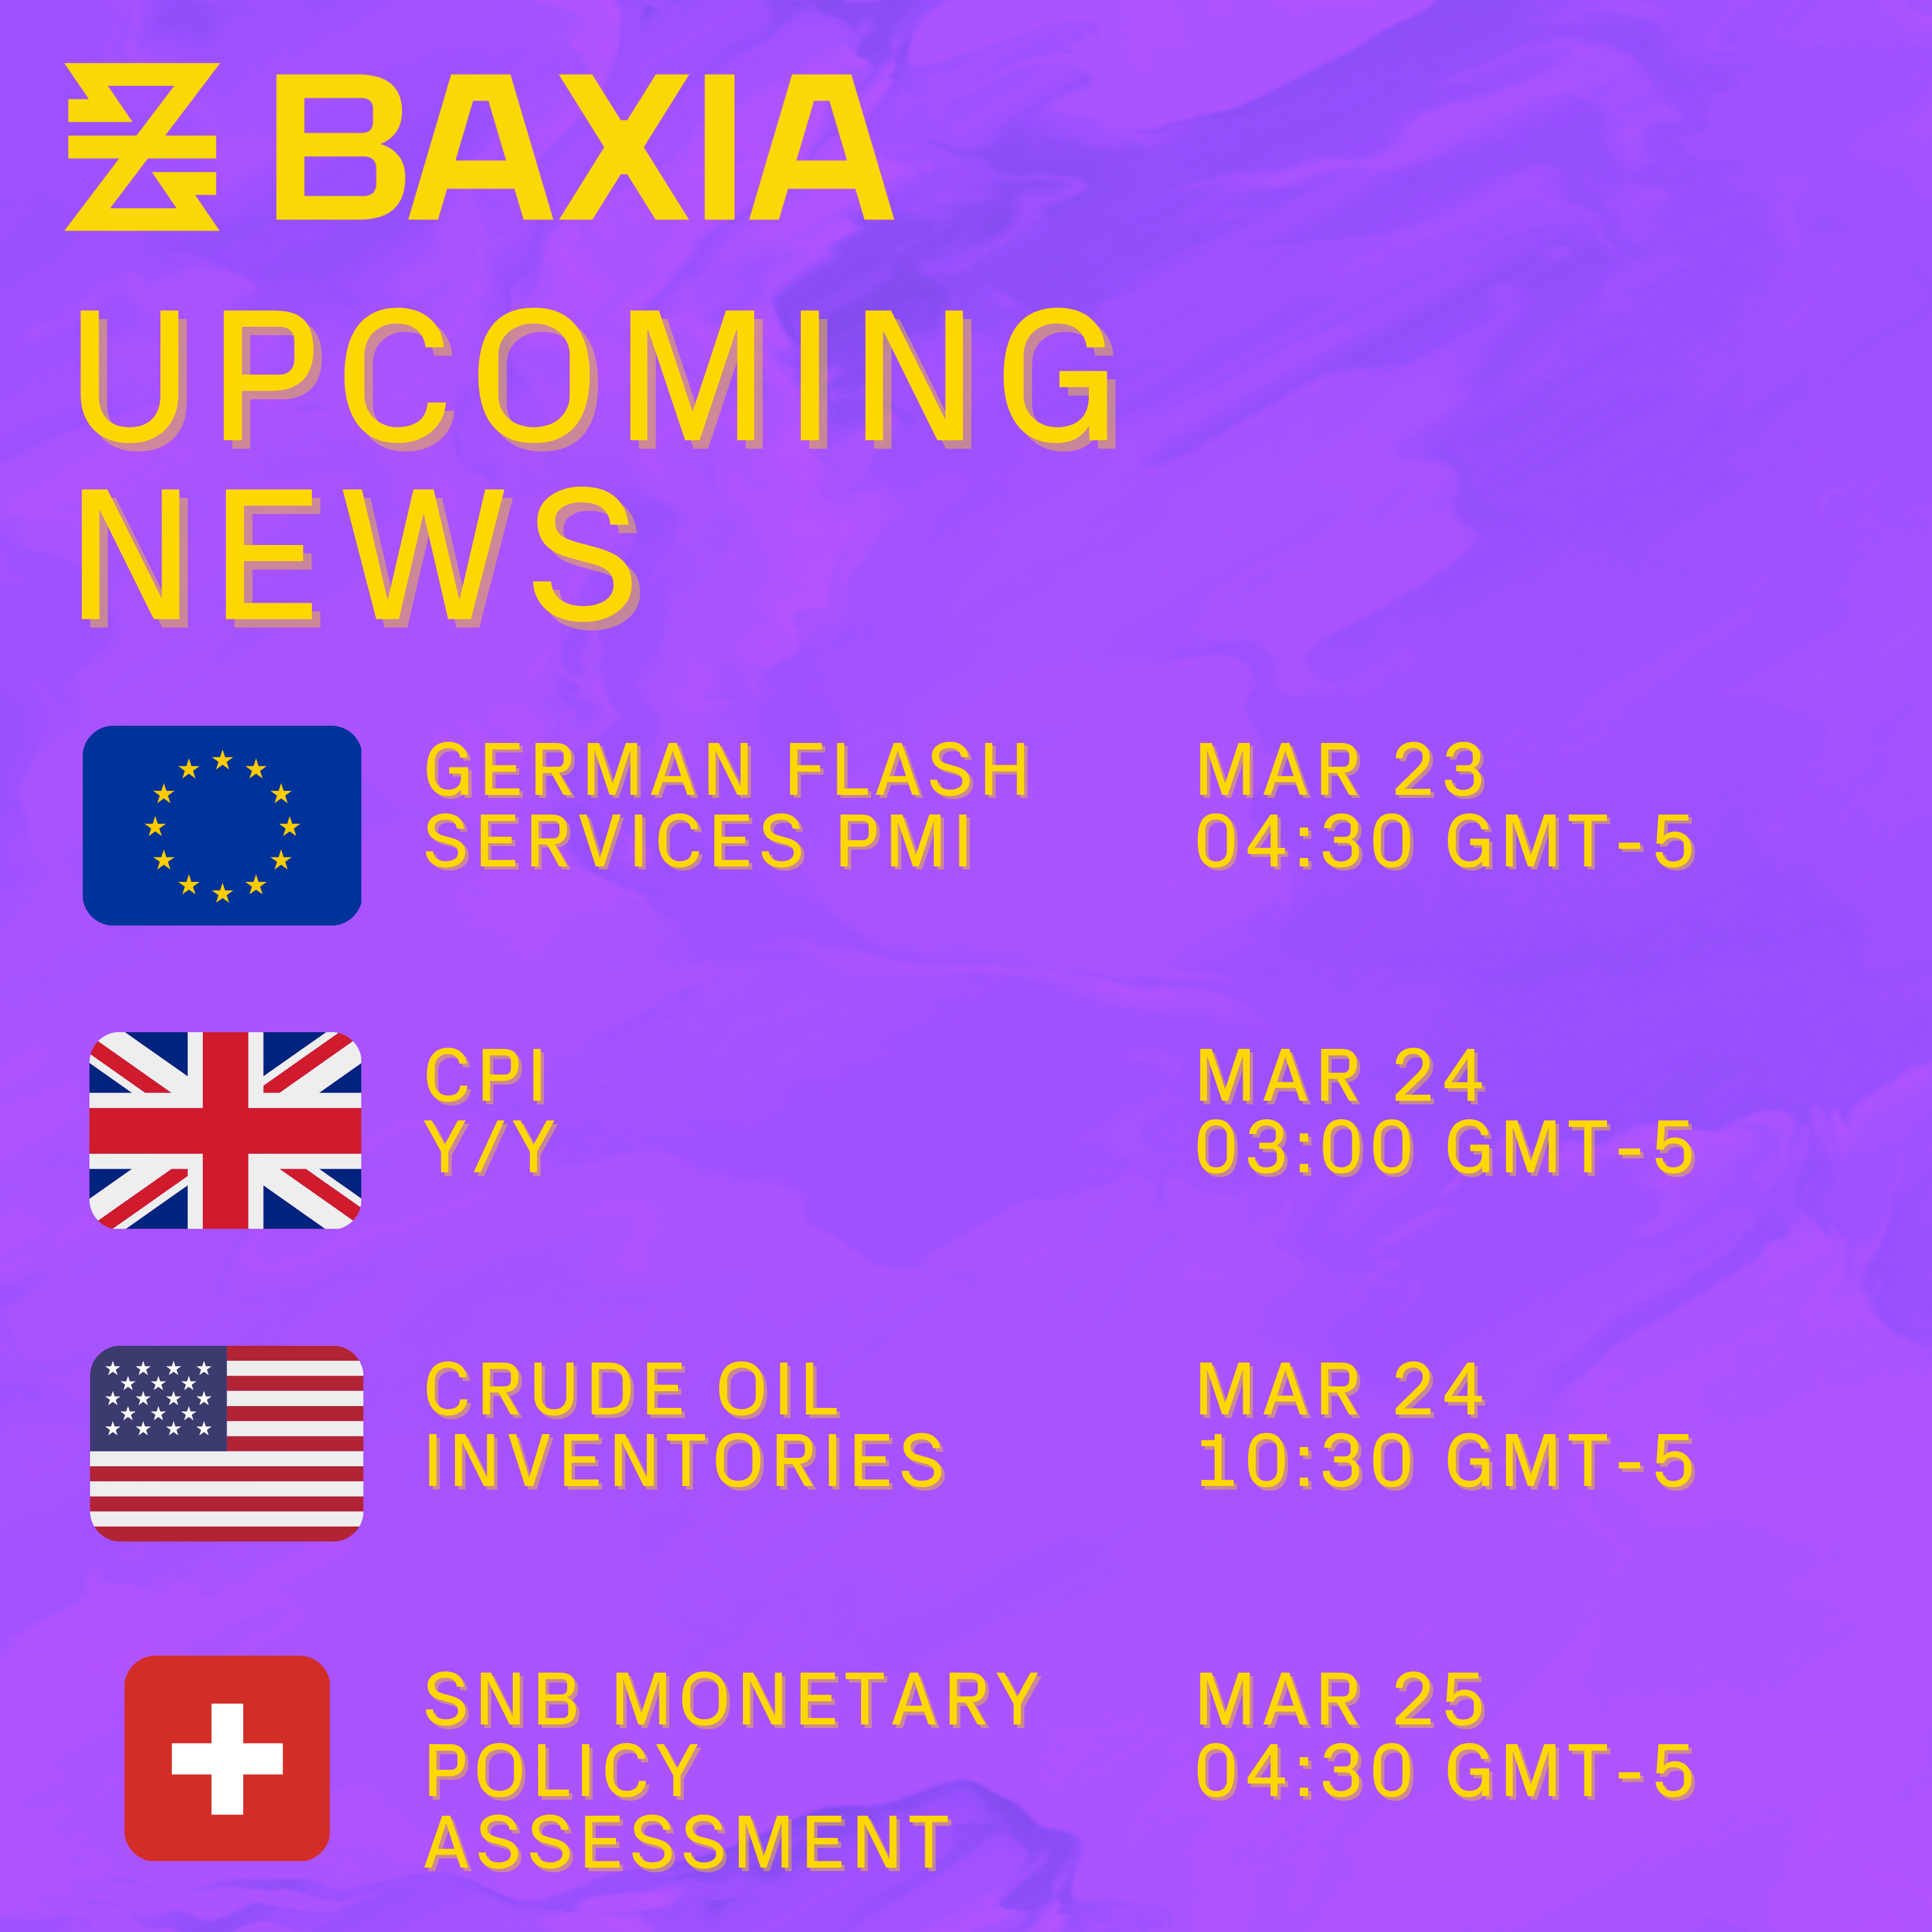 BAXIA
UPCOMING
NEWS
GERMAN FLASH
SERVICES PMI
MAR 23
04:30 GMT-5
CPI
Y/Y
MAR 24
03:00 GMT-5
CRUDE OIL
INVENTORIES
MAR 24
10:30 GMT-5
SNB MONETARY
POLICY
ASSESSMENT
MAR 25
04:30 GMT-5